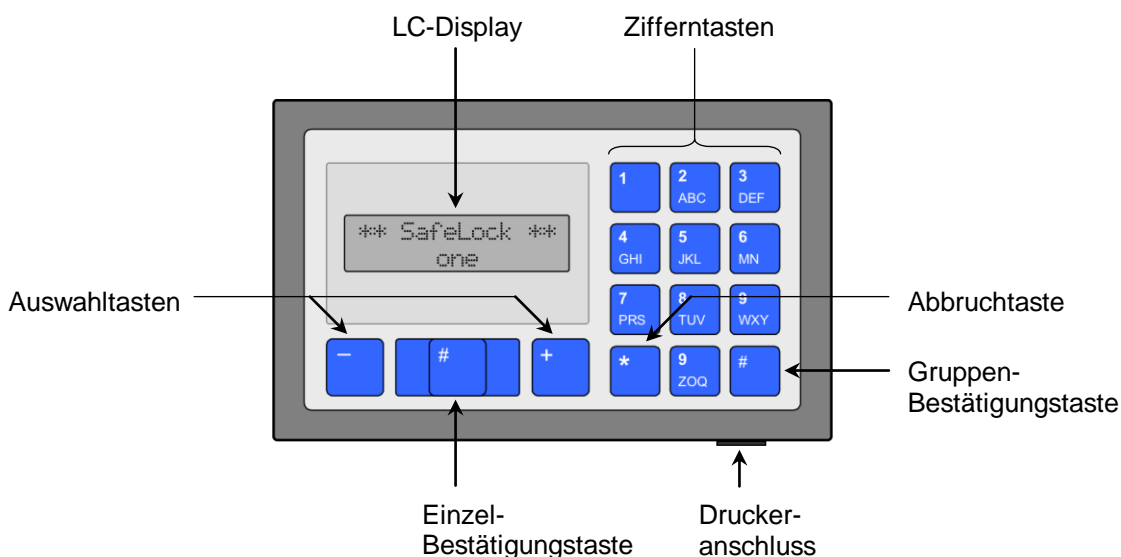 LC-Display
Zifferntasten
** SafeLock **
one
1
2
ABC
3
DEF
4
GHI
5
JKL
6
MN
7
PRS
8
TUV
9
WXY
Auswahltasten
Abbruchtaste
–
#
+
*
9
ZOQ
#
Gruppen-
Bestätigungstaste
Einzel-
Bestätigungstaste
Drucker-
anschluss